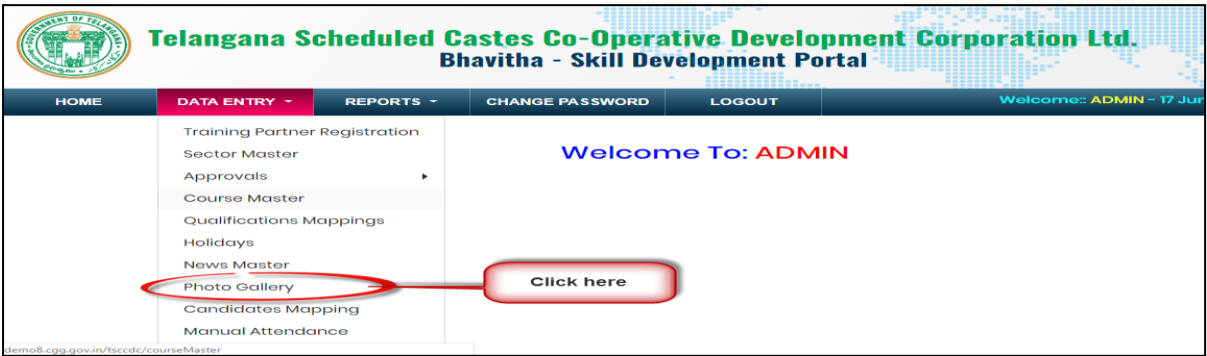 Telangana Scheduled Castes Co-Operative Development Corporation Ltd.
Bhavitha - Skill Development Portal
HOME DATA ENTRY REPORTS CHANGE PASSWORD LOGOUT Welcome:: ADMIN - 17 Jun
Training Partner Registration
Sector Master
Welcome To: ADMIN
Approvals
Course Master
Qualifications Mappings
Holidays
News Master
Photo Gallery
Click here
Candidates Mapping
Manual Attendance
demo8.cgg.gov.in/tsccdc/courseMaster